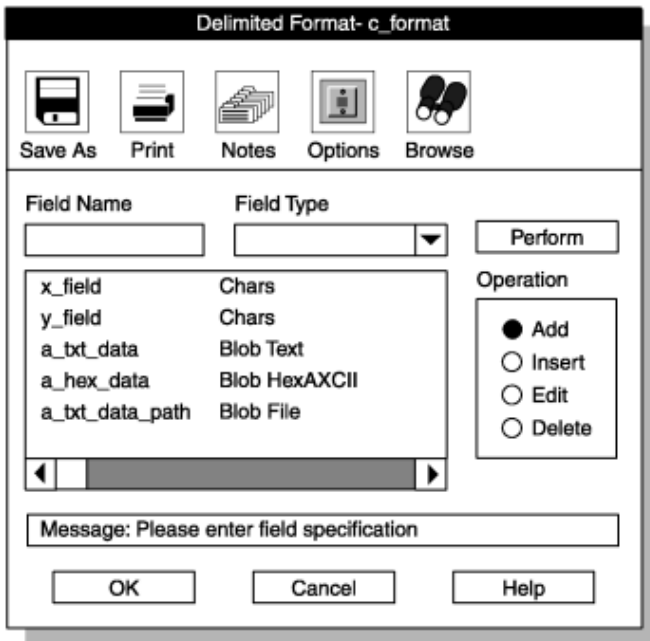 Delimited Format- c_format
Save As Print Notes Options Browse
Field Name Field Type
Perform
Operation
x_field Chars
y_field Chars
a_txt_data Blob Text
a_hex_data Blob HexAXCII
a_txt_data_path Blob File
Add
Insert
Edit
Delete
Message: Please enter field specification
OK Cancel Help